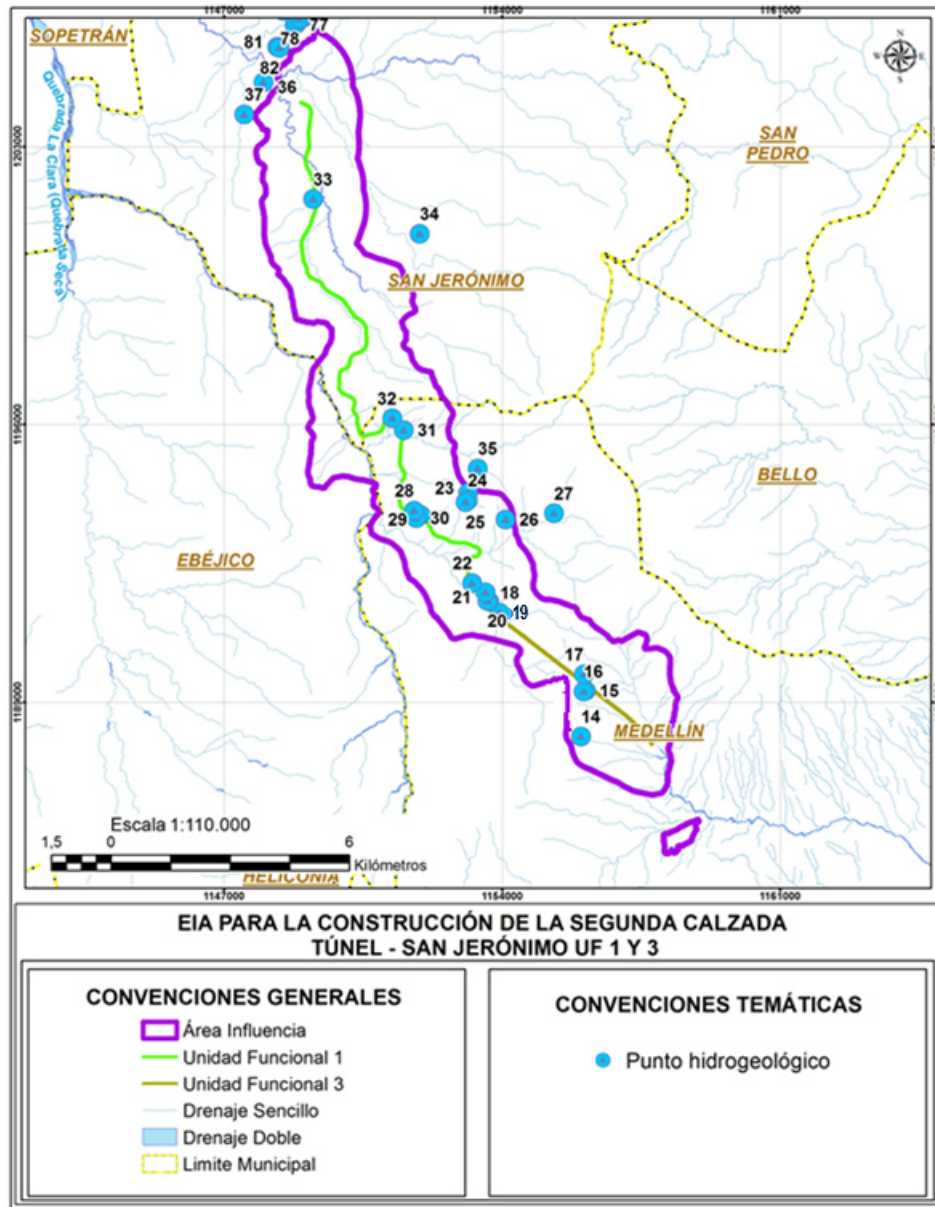 1147000
1154000
1161000
SOPETRÁN
77
78
81
82
36
37
N
W
E
S
1203000
1203000
SAN
PEDRO
Quebrada La Clara (Quebrada Seca)
33
34
SAN JERÓNIMO
32
31
1196000
35
24
23
25
BELLO
28
29
30
26
27
EBÉJICO
22
21
18
19
20
17
16
15
14
MEDELLÍN
1189000
Escala 1:110.000
1,5
0
6
Kilómetros
HELICONIA
1147000
1154000
1161000
EIA PARA LA CONSTRUCCIÓN DE LA SEGUNDA CALZADA
TÚNEL - SAN JERÓNIMO UF 1 Y 3
CONVENCIONES GENERALES
Área Influencia
Unidad Funcional 1
Unidad Funcional 3
Drenaje Sencillo
Drenaje Doble
Limite Municipal
CONVENCIONES TEMÁTICAS
Punto hidrogeológico